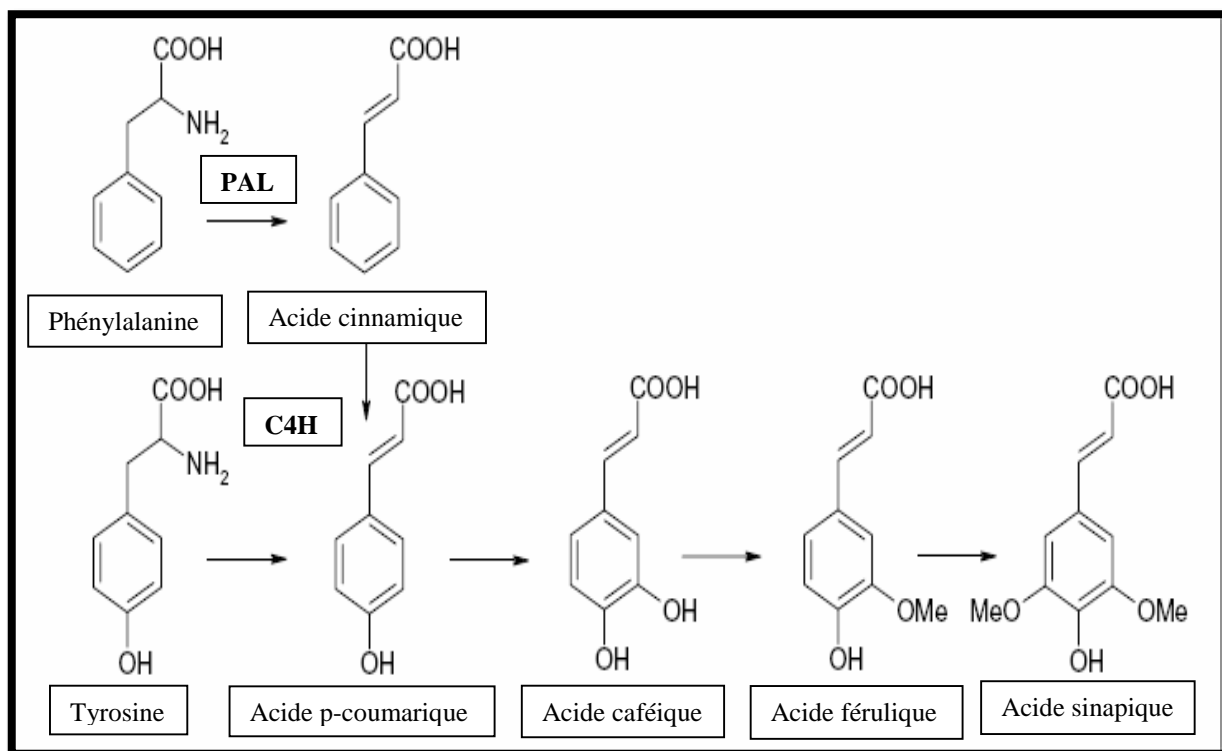 COOH
COOH
NH2
PAL
Phénylalanine
Acide cinnamique
COOH
COOH
COOH
COOH
COOH
C4H
NH2
OH
OMe
MeO
OMe
OH
OH
OH
OH
OH
Tyrosine
Acide p-coumarique
Acide caféique
Acide férulique
Acide sinapique